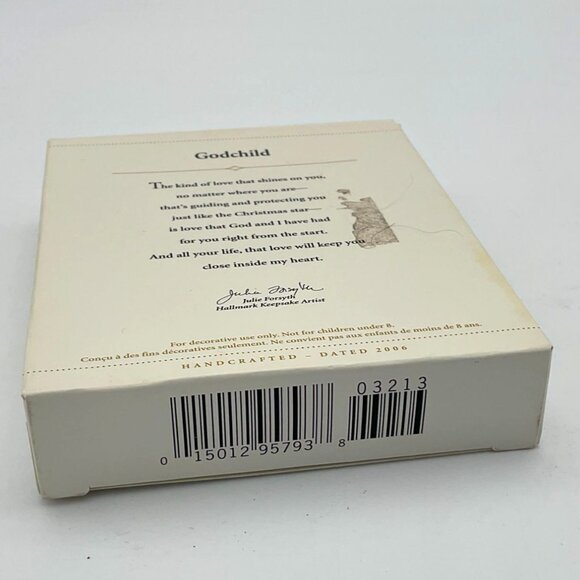 Godchild
The kind of love that shines on you,
no matter where you are—
that's guiding and protecting you
just like the Christmas star—
is love that God and I have had
for you right from the start.
And all your life, that love will keep you
close inside my heart.
Julie Forsyth
Julie Forsyth
Hallmark Keepsake Artist
For decorative use only. Not for children under 8.
Conçu à des fins décoratives seulement. Ne convient pas aux enfants de moins de 8 ans.
HANDCRAFTED – DATED 2006
03213
0 15012 95793 8